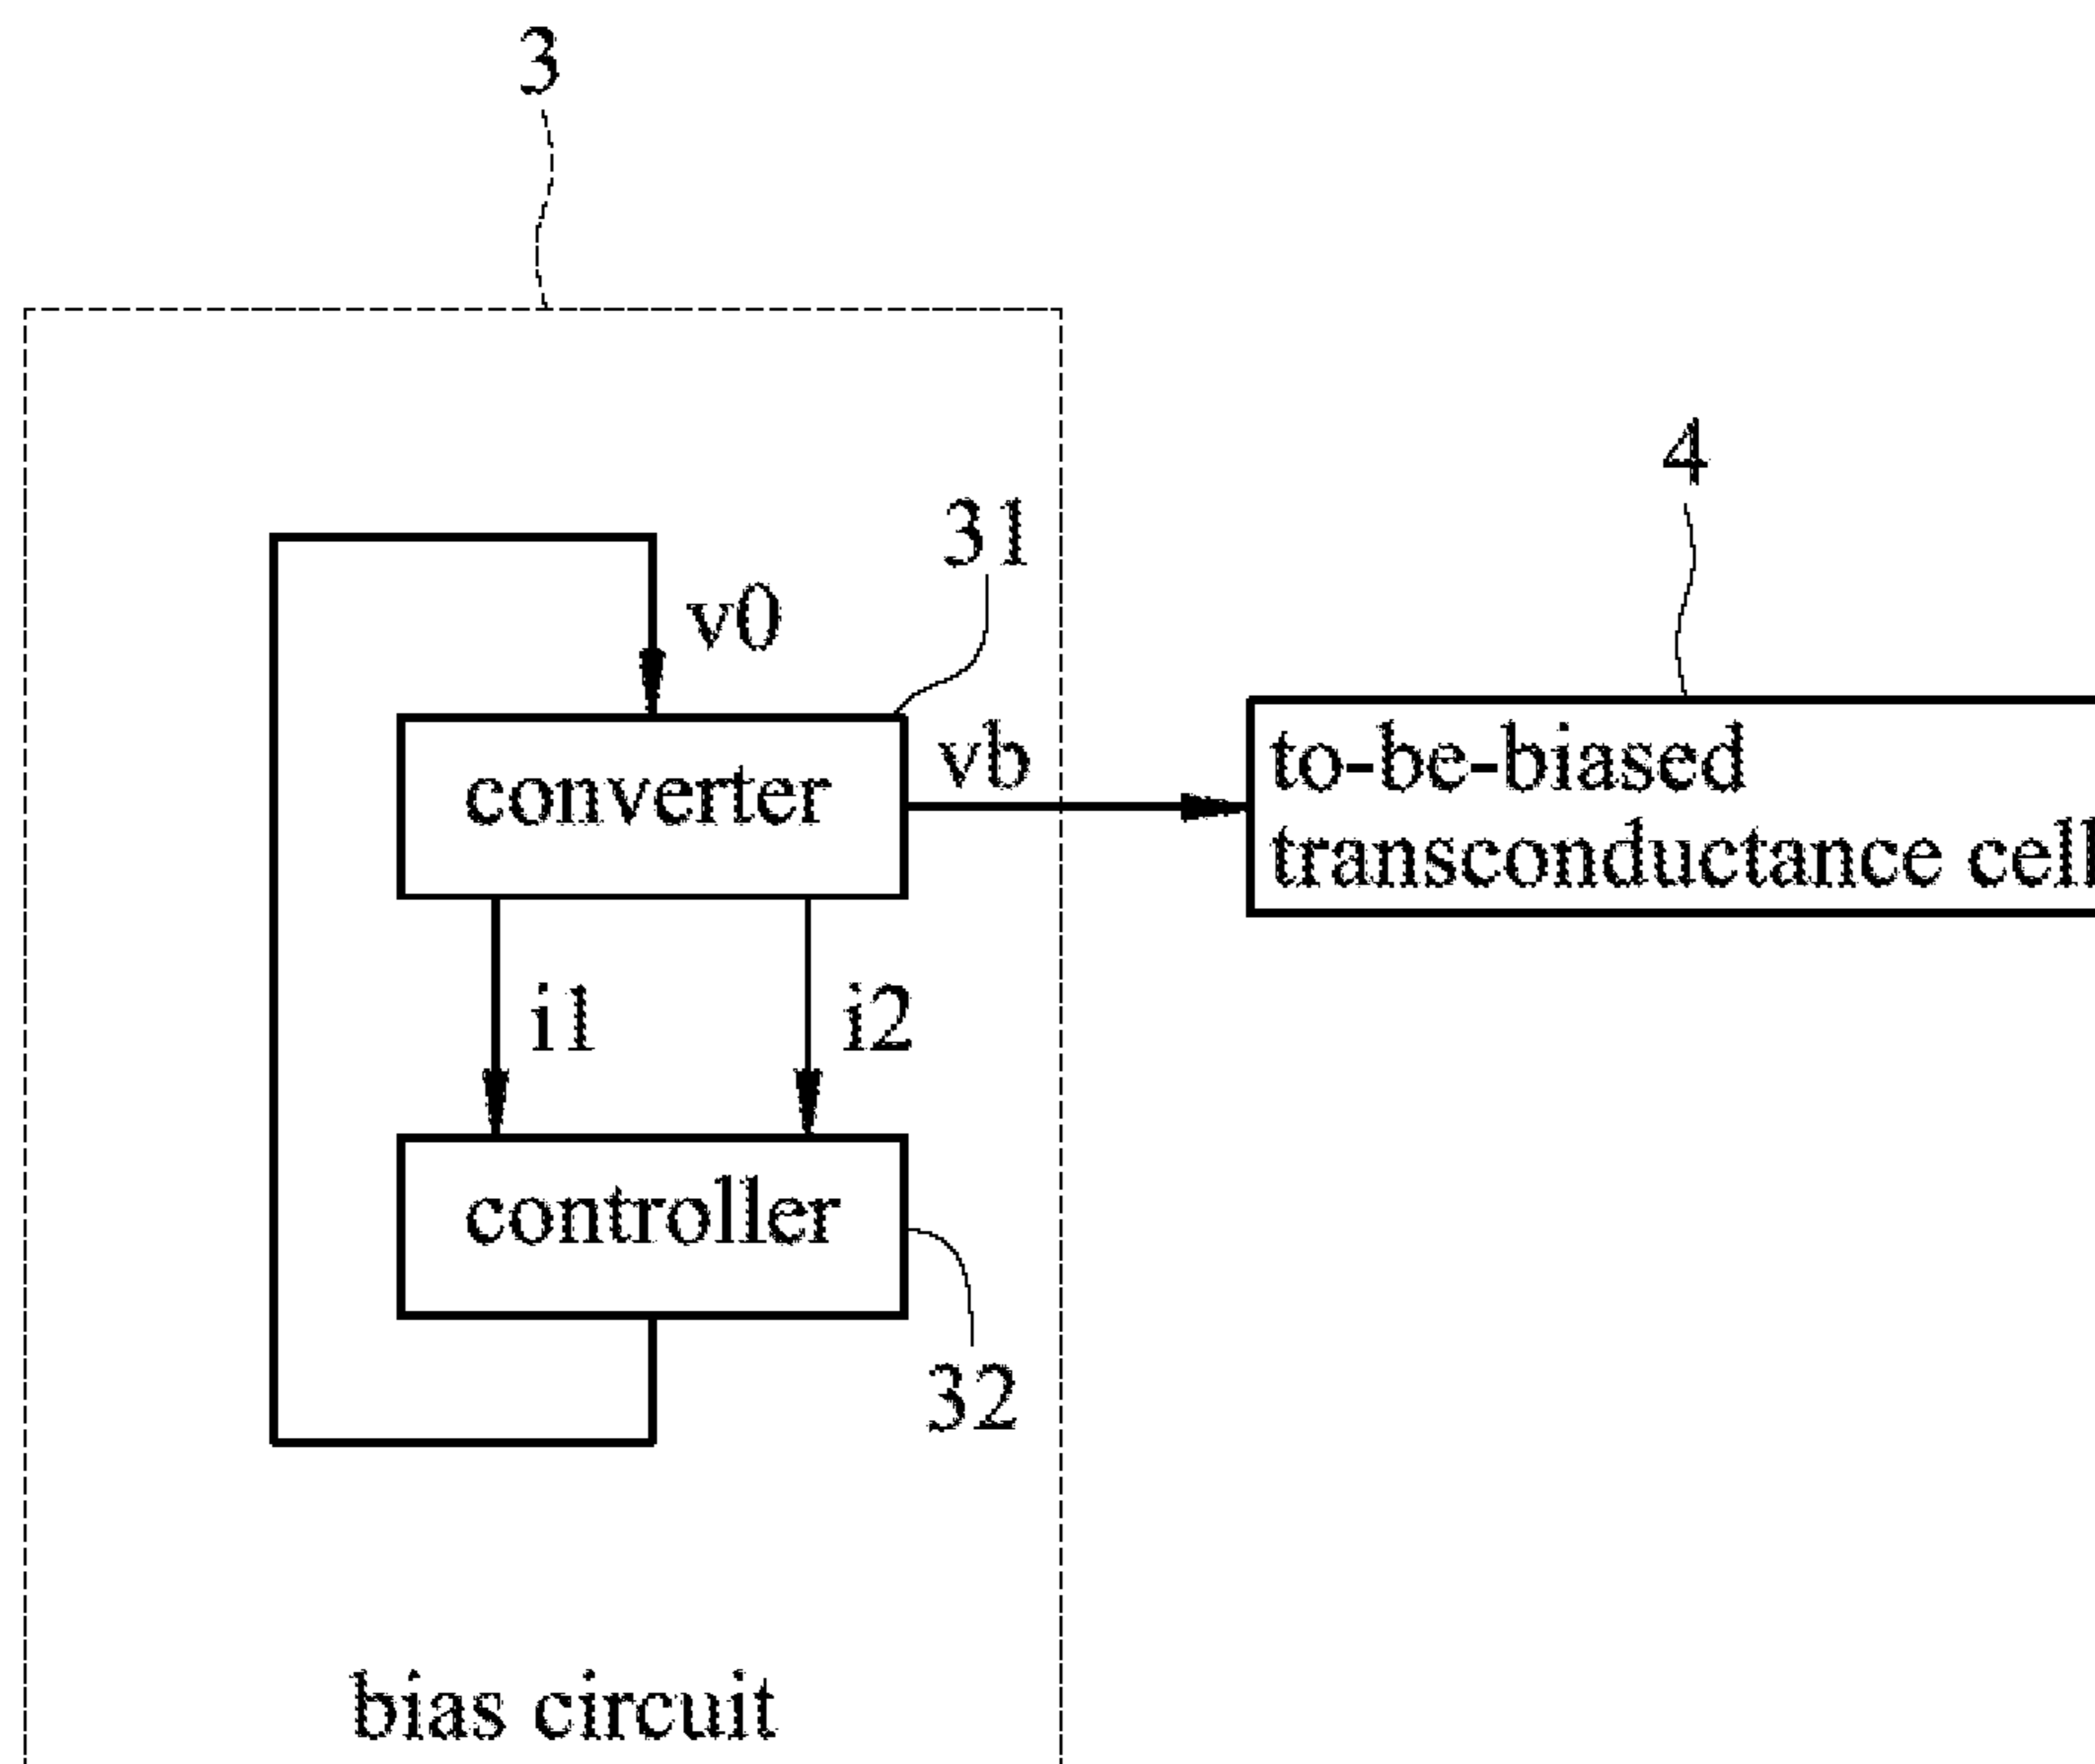 3
4
31
v0
vb
converter
to-be-biased
transconductance cell
i1
i2
controller
32
bias circuit